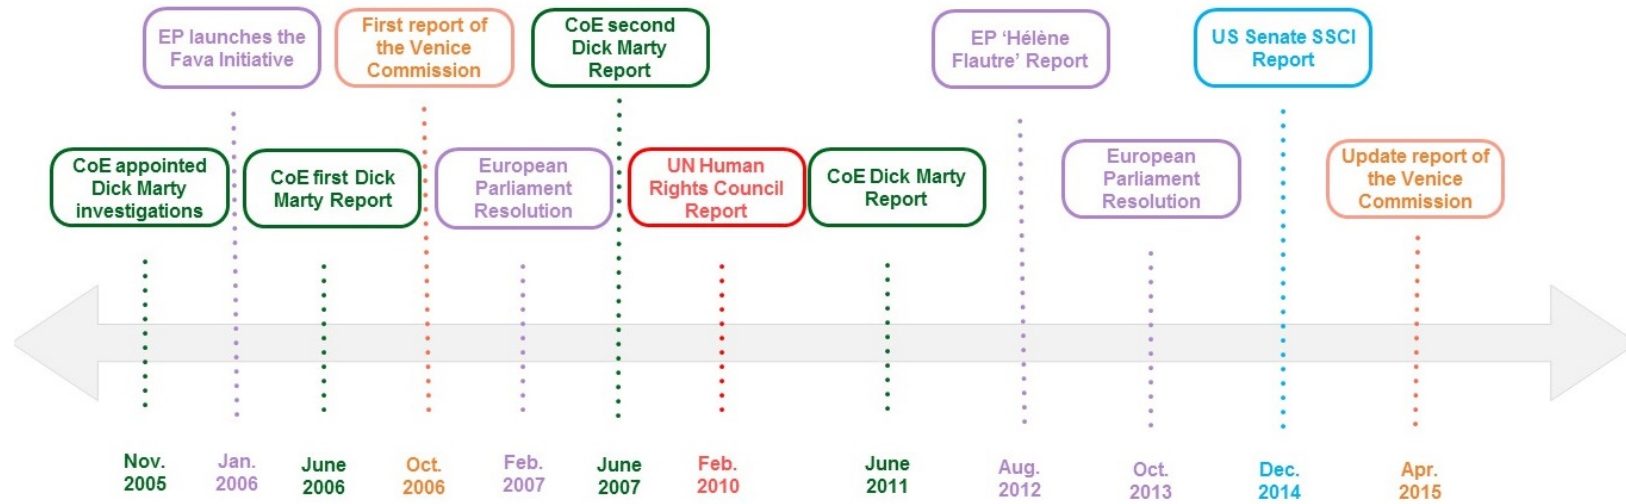 EP launches the
Fava Initiative
First report of
the Venice
Commission
CoE second
Dick Marty
Report
EP ‘Hélène
Flautre’ Report
US Senate SSCI
Report
CoE appointed
Dick Marty
investigations
CoE first Dick
Marty Report
European
Parliament
Resolution
UN Human
Rights Council
Report
CoE Dick Marty
Report
European
Parliament
Resolution
Update report of
the Venice
Commission
Nov.
2005
Jan.
2006
June
2006
Oct.
2006
Feb.
2007
June
2007
Feb.
2010
June
2011
Aug.
2012
Oct.
2013
Dec.
2014
Apr.
2015